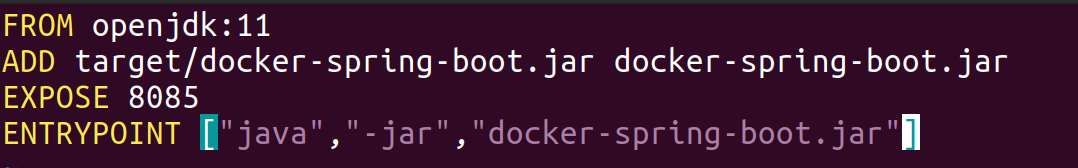 FROM openjdk:11
ADD target/docker-spring-boot.jar docker-spring-boot.jar
EXPOSE 8085
ENTRYPOINT ["java","-jar","docker-spring-boot.jar"]